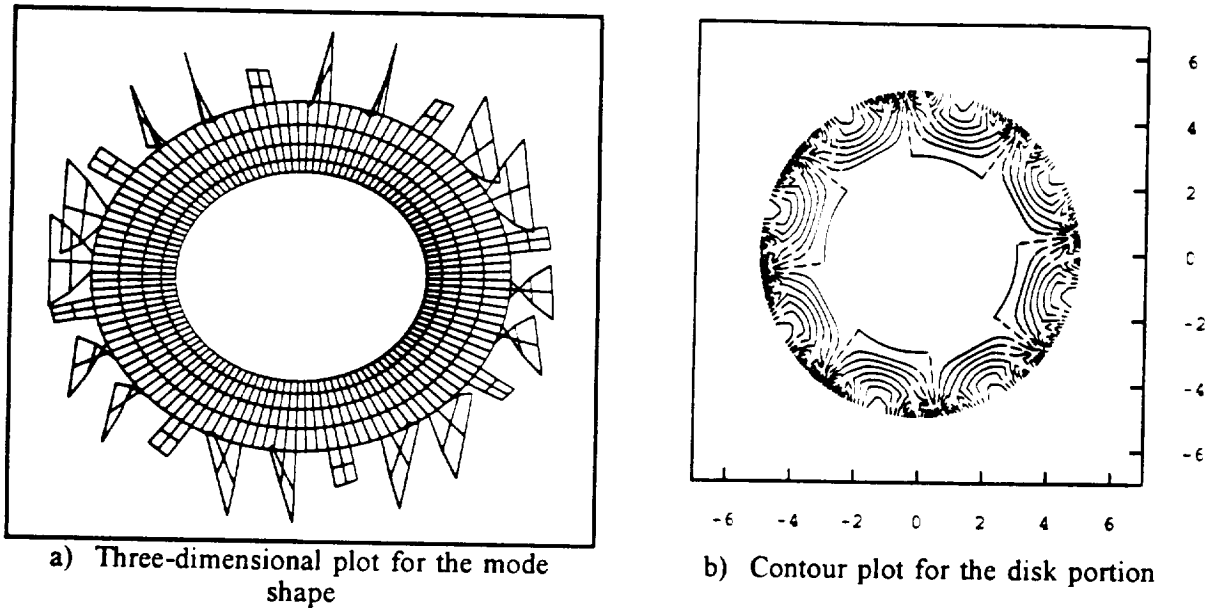 6
4
2
0
-2
-4
-6
-6 -4 -2 0 2 4 6
a) Three-dimensional plot for the mode
shape
b) Contour plot for the disk portion